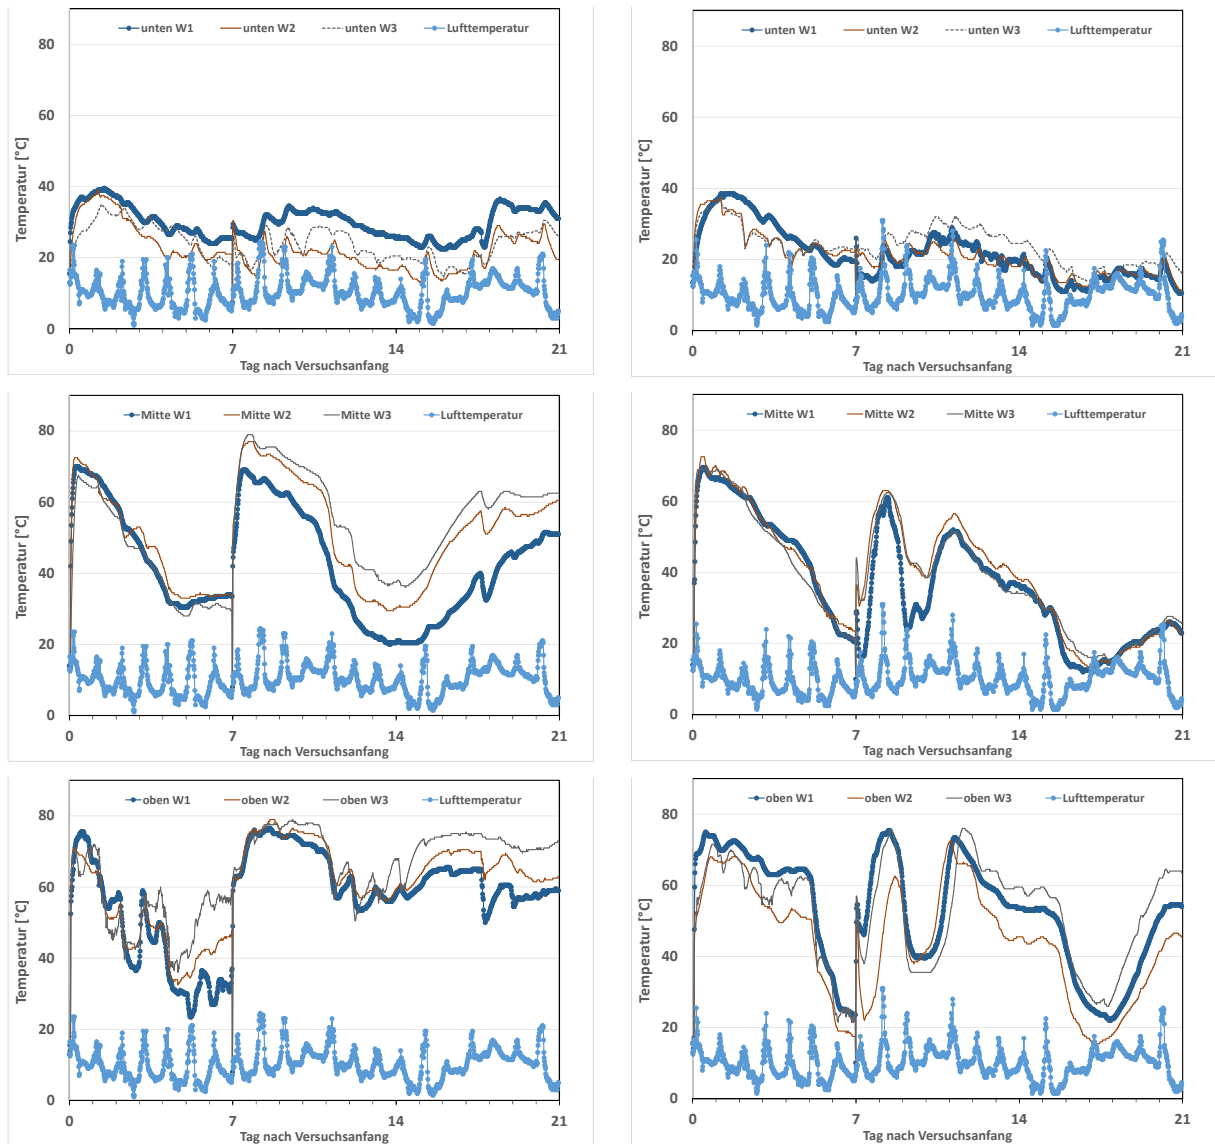 unten W1 unten W2 unten W3 Lufttemperatur
80
60
40
20
0
Temperatur [°C]
0 7 14 21
Tag nach Versuchsanfang
unten W1 unten W2 unten W3 Lufttemperatur
80
60
40
20
0
Temperatur [°C]
0 7 14 21
Tag nach Versuchsanfang
Mitte W1 Mitte W2 Mitte W3 Lufttemperatur
80
60
40
20
0
Temperatur [°C]
0 7 14 21
Tag nach Versuchsanfang
Mitte W1 Mitte W2 Mitte W3 Lufttemperatur
80
60
40
20
0
Temperatur [°C]
0 7 14 21
Tag nach Versuchsanfang
oben W1 oben W2 oben W3 Lufttemperatur
80
60
40
20
0
Temperatur [°C]
0 7 14 21
Tag nach Versuchsanfang
oben W1 oben W2 oben W3 Lufttemperatur
80
60
40
20
0
Temperatur [°C]
0 7 14 21
Tag nach Versuchsanfang